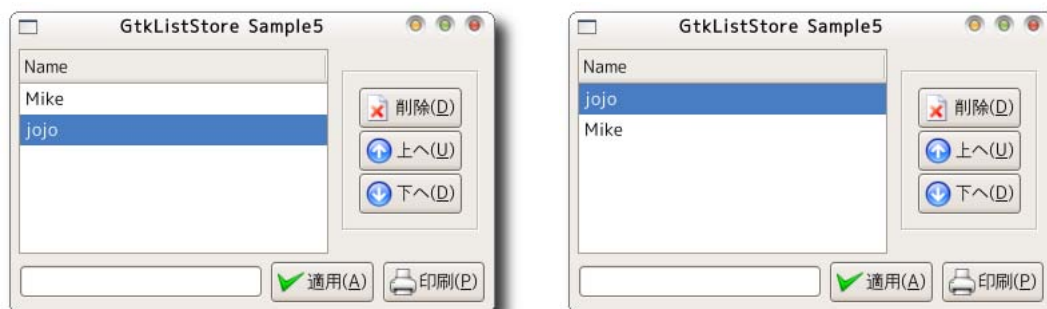 GtkListStore Sample5
Name
Mike
jojo
削除(D)
上へ(U)
下へ(D)
適用(A)
印刷(P)
GtkListStore Sample5
Name
jojo
Mike
削除(D)
上へ(U)
下へ(D)
適用(A)
印刷(P)